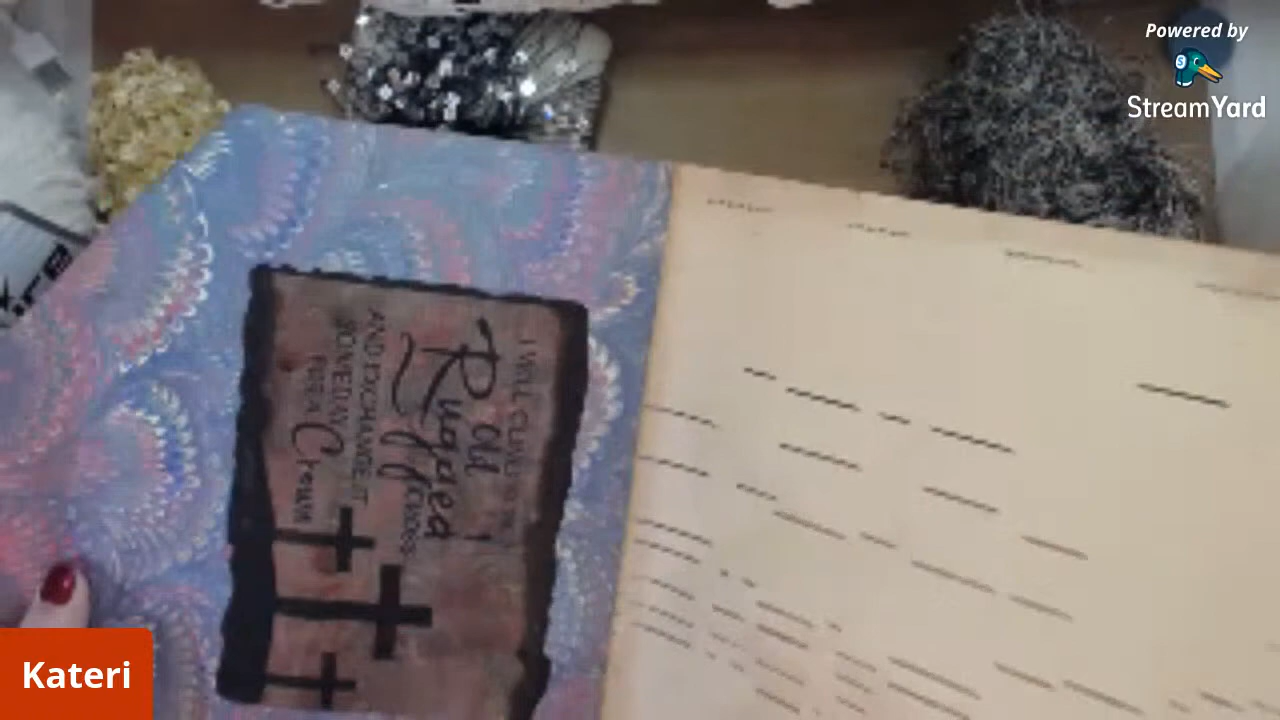 Powered by
StreamYard
I WILL CLING TO THE
Old
Rugged
Cross
AND EXCHANGE IT
SOMEDAY
FOR A Crown
Kateri